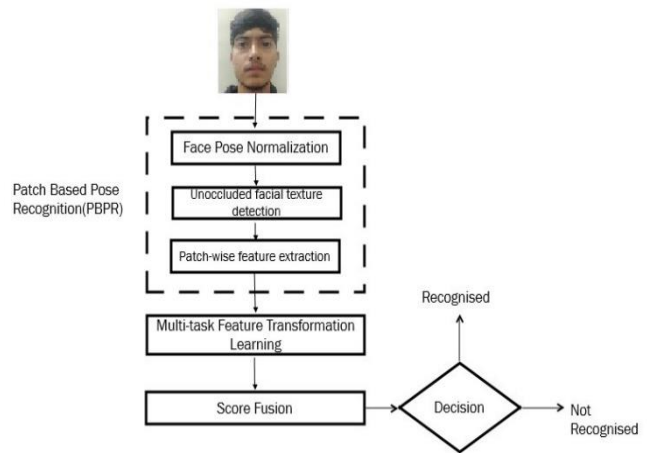 Face Pose Normalization
Patch Based Pose
Recognition(PBPR)
Unoccluded facial texture
detection
Patch-wise feature extraction
Multi-task Feature Transformation
Learning
Score Fusion
Decision
Recognised
Not
Recognised